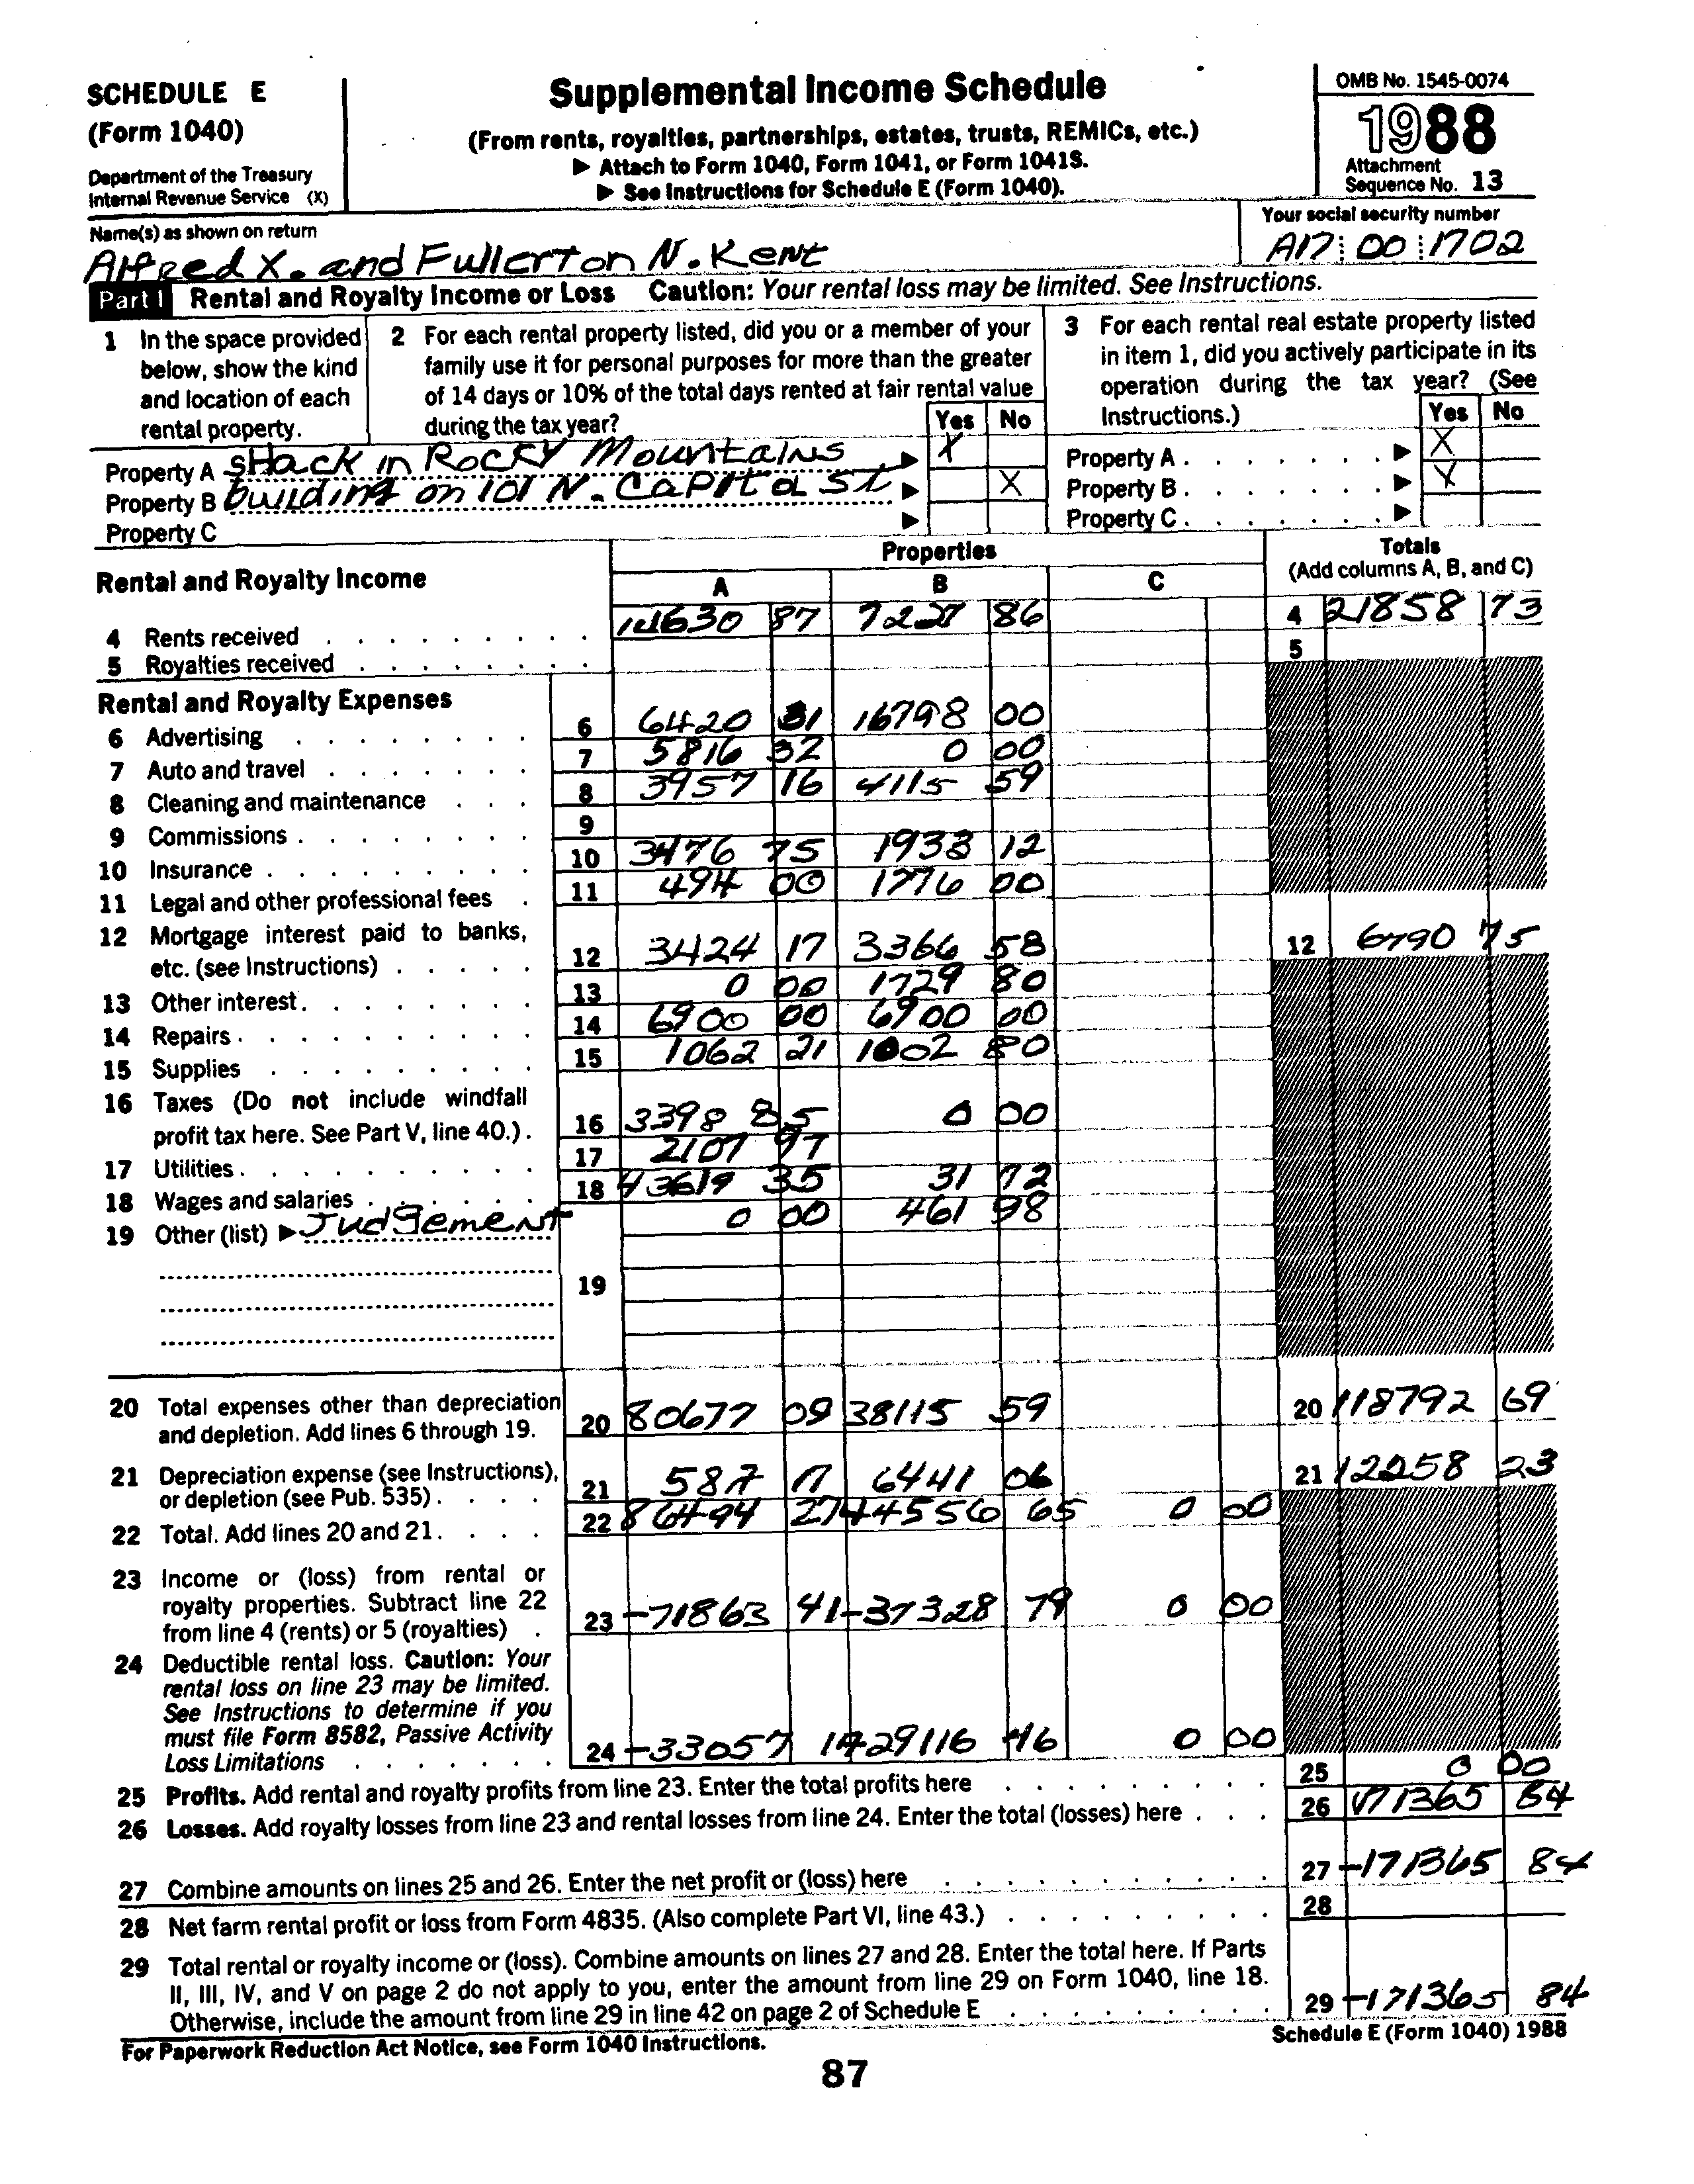 SCHEDULE E
(Form 1040)
Department of the Treasury
Internal Revenue Service (X)
Supplemental Income Schedule
(From rents, royalties, partnerships, estates, trusts, REMICs, etc.)
▶ Attach to Form 1040, Form 1041, or Form 1041S.
▶ See Instructions for Schedule E (Form 1040).
OMB No. 1545-0074
1988
Attachment
Sequence No. 13
Name(s) as shown on return
Alfred X. and Fullerton N. Kent
Your social security number
A17 00 1702
Part I Rental and Royalty Income or Loss Caution: Your rental loss may be limited. See Instructions.
1 In the space provided
below, show the kind
and location of each
rental property.
2 For each rental property listed, did you or a member of your
family use it for personal purposes for more than the greater
of 14 days or 10% of the total days rented at fair rental value
during the tax year? Yes No
3 For each rental real estate property listed
in item 1, did you actively participate in its
operation during the tax year? (See
Instructions.) Yes No
Property A Shack in Rocky Mountains ▶ X
Property B building on 101 N. Capital St ▶ X
Property C ▶
Property A . . . . . . . ▶ X
Property B . . . . . . . ▶ X
Property C . . . . . . . ▶
Rental and Royalty Income
Properties
A B C
Totals
(Add columns A, B, and C)
4 Rents received 14630 87 7227 86 4 21858 73
5 Royalties received 5
Rental and Royalty Expenses
6 Advertising 6 6420 31 16798 00
7 Auto and travel 7 5816 32 0 00
8 Cleaning and maintenance 8 3957 16 4115 59
9 Commissions 9
10 Insurance 10 3476 75 1933 12
11 Legal and other professional fees 11 494 00 1776 00
12 Mortgage interest paid to banks,
etc. (see Instructions) 12 3424 17 3366 58 12 6790 75
13 Other interest 13 0 00 1729 80
14 Repairs 14 6900 00 6900 00
15 Supplies 15 1062 21 1002 80
16 Taxes (Do not include windfall
profit tax here. See Part V, line 40.) 16 3398 85 0 00
17 Utilities 17 2107 97
18 Wages and salaries 18 43619 35 31 72
19 Other (list) ▶ Judgement 0 00 461 98
19
20 Total expenses other than depreciation
and depletion. Add lines 6 through 19. 20 80677 09 38115 59 20 118792 69
21 Depreciation expense (see Instructions),
or depletion (see Pub. 535) 21 587 17 6441 06 21 12258 23
22 Total. Add lines 20 and 21 22 86494 27 44556 65 0 00
23 Income or (loss) from rental or
royalty properties. Subtract line 22
from line 4 (rents) or 5 (royalties) 23 -71863 41 -37328 79 0 00
24 Deductible rental loss. Caution: Your
rental loss on line 23 may be limited.
See Instructions to determine if you
must file Form 8582, Passive Activity
Loss Limitations 24 -33057 29116 46 0 00
25 Profits. Add rental and royalty profits from line 23. Enter the total profits here 25 0 00
26 Losses. Add royalty losses from line 23 and rental losses from line 24. Enter the total (losses) here 26 171365 84
27 Combine amounts on lines 25 and 26. Enter the net profit or (loss) here 27 -171365 84
28 Net farm rental profit or loss from Form 4835. (Also complete Part VI, line 43.) 28
29 Total rental or royalty income or (loss). Combine amounts on lines 27 and 28. Enter the total here. If Parts
II, III, IV, and V on page 2 do not apply to you, enter the amount from line 29 on Form 1040, line 18.
Otherwise, include the amount from line 29 in line 42 on page 2 of Schedule E 29 -171365 84
For Paperwork Reduction Act Notice, see Form 1040 Instructions.
Schedule E (Form 1040) 1988
87